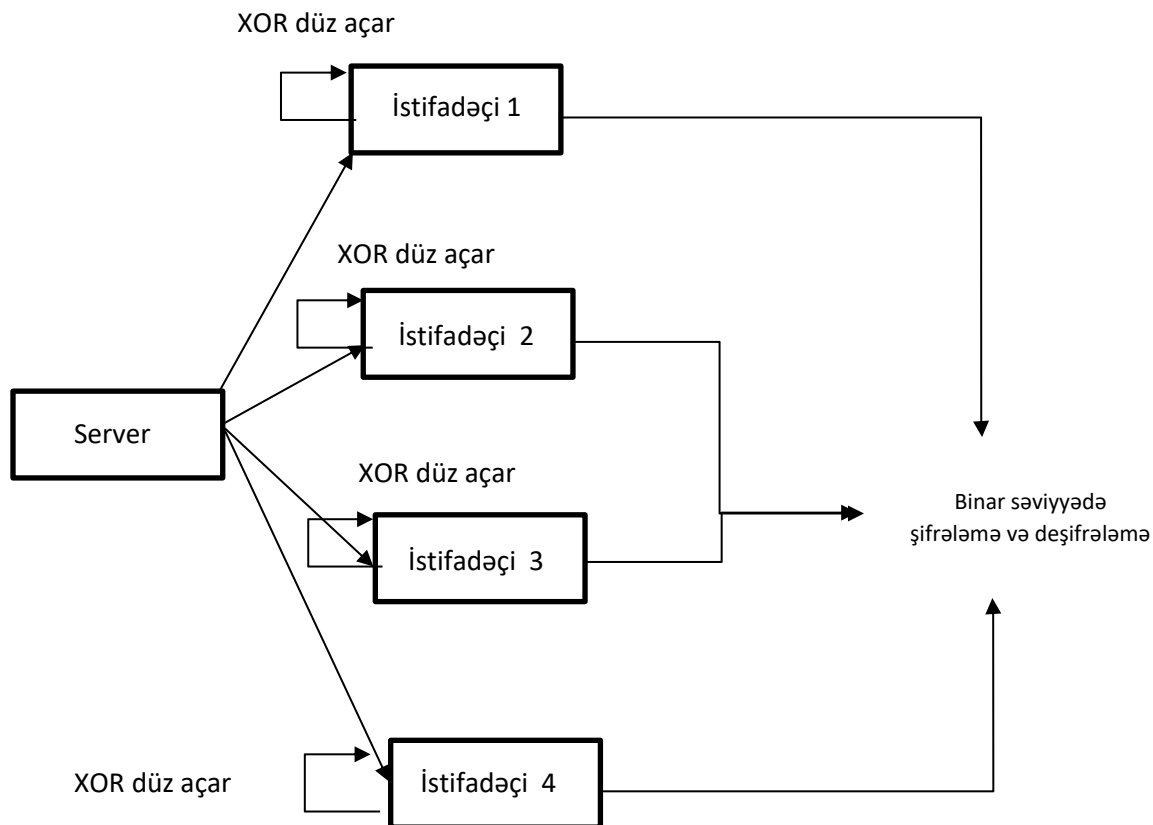 XOR düz açar
İstifadəçi 1
XOR düz açar
İstifadəçi 2
Server
XOR düz açar
İstifadəçi 3
Binar səviyyədə
şifrələmə və deşifrələmə
XOR düz açar
İstifadəçi 4